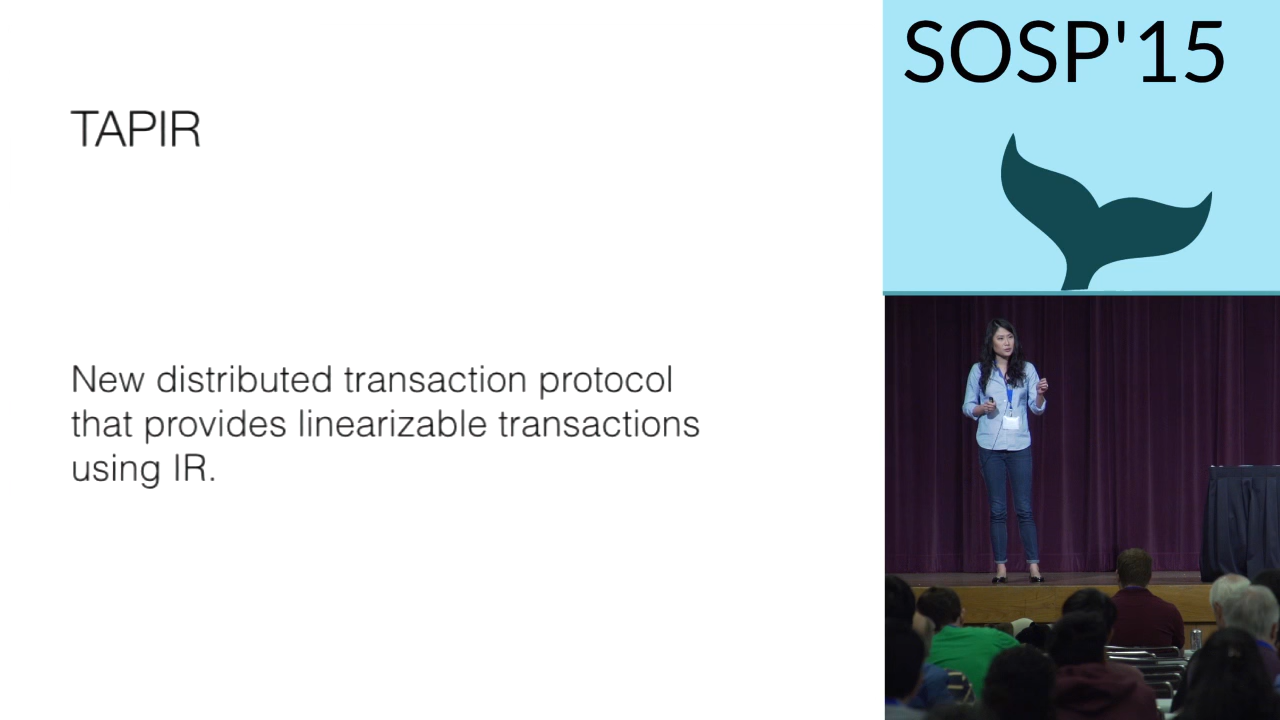 TAPIR
New distributed transaction protocol
that provides linearizable transactions
using IR.
SOSP'15